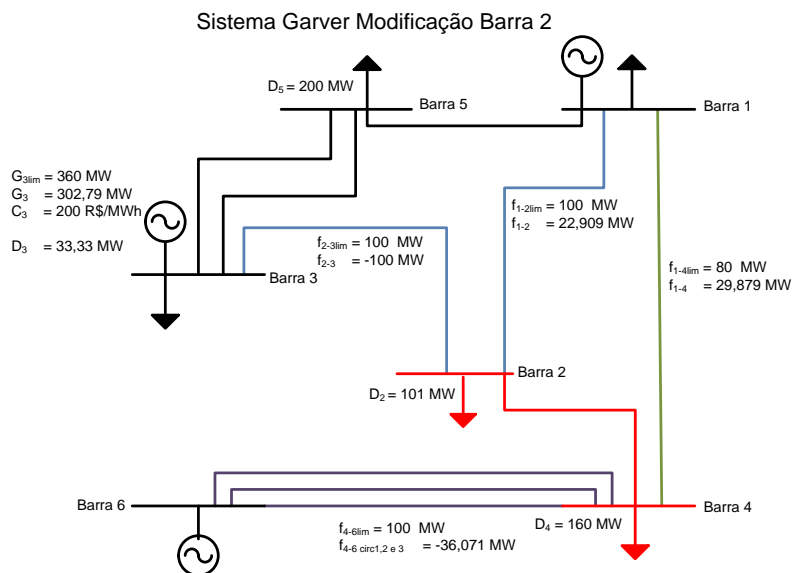 Sistema Garver Modificação Barra 2
D5 = 200 MW
Barra 5
Barra 1
G3lim = 360 MW
G3 = 302,79 MW
C3 = 200 R$/MWh
D3 = 33,33 MW
Barra 3
f2-3lim = 100 MW
f2-3 = -100 MW
f1-2lim = 100 MW
f1-2 = 22,909 MW
f1-4lim = 80 MW
f1-4 = 29,879 MW
Barra 2
D2 = 101 MW
Barra 6
Barra 4
f4-6lim = 100 MW
f4-6 circ1,2 e 3 = -36,071 MW
D4 = 160 MW